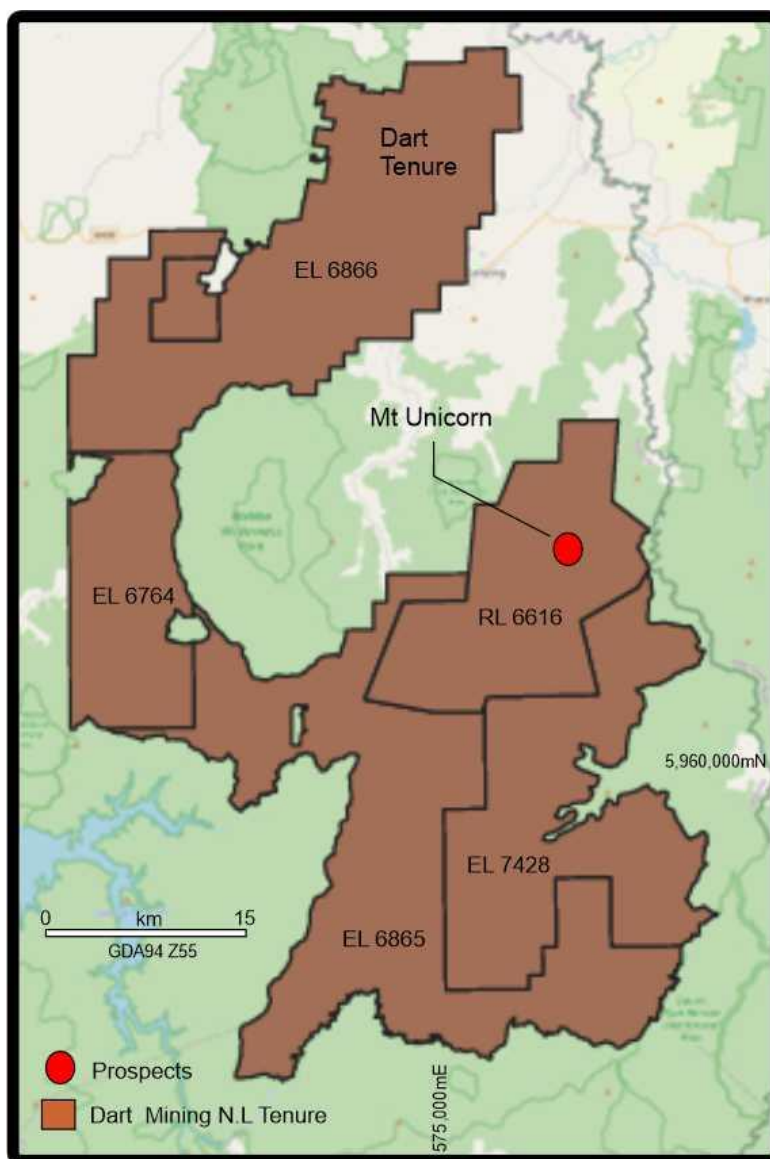 Dart
Tenure
EL 6866
Mt Unicorn
EL 6764
RL 6616
5,960,000mN
EL 7428
0 km 15
GDA94 Z55
EL 6865
Prospects
575,000mE
Dart Mining N.L Tenure